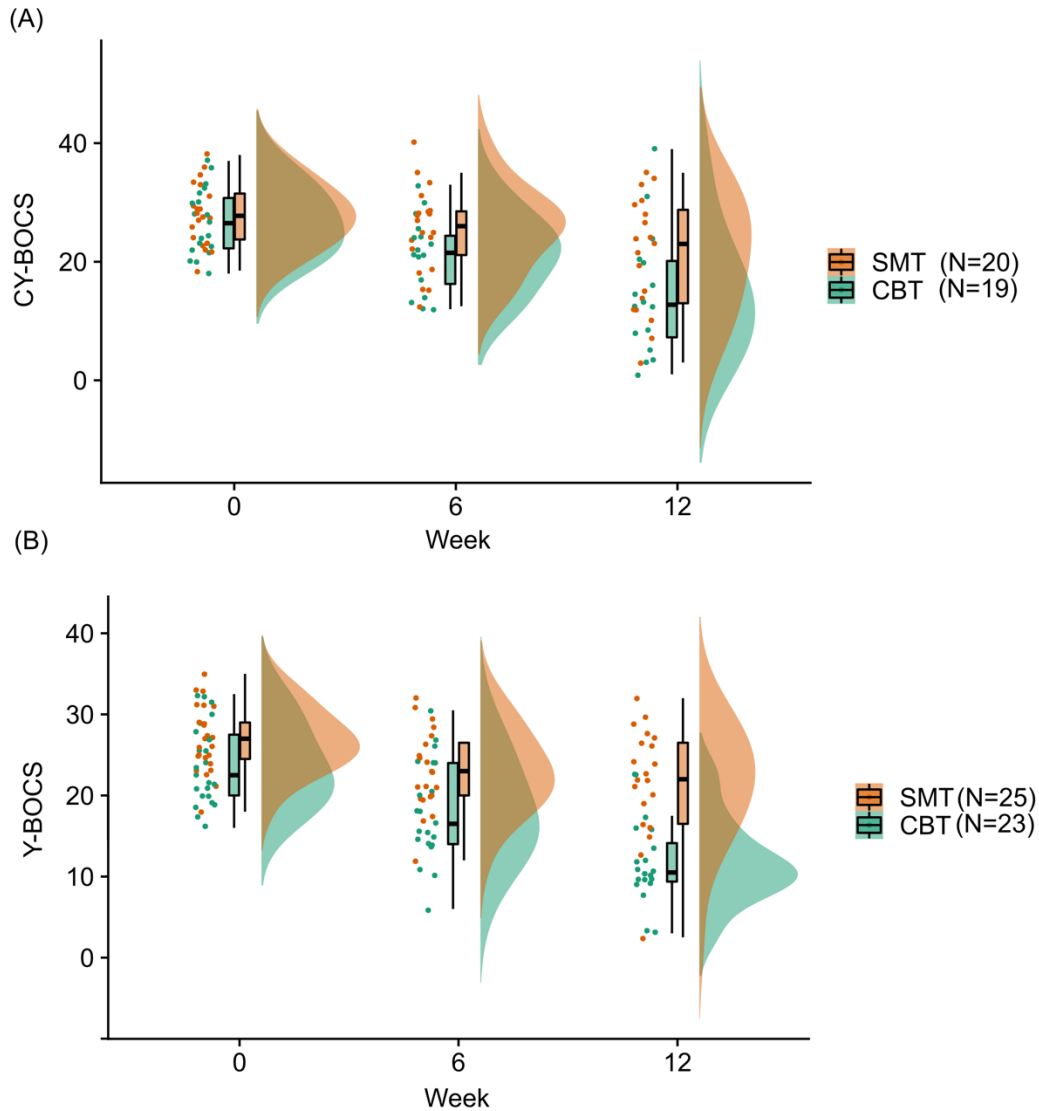 (A)
CY-BOCS
40
20
0
0 6 12
Week
SMT (N=20)
CBT (N=19)
(B)
Y-BOCS
40
30
20
10
0
0 6 12
Week
SMT (N=25)
CBT (N=23)